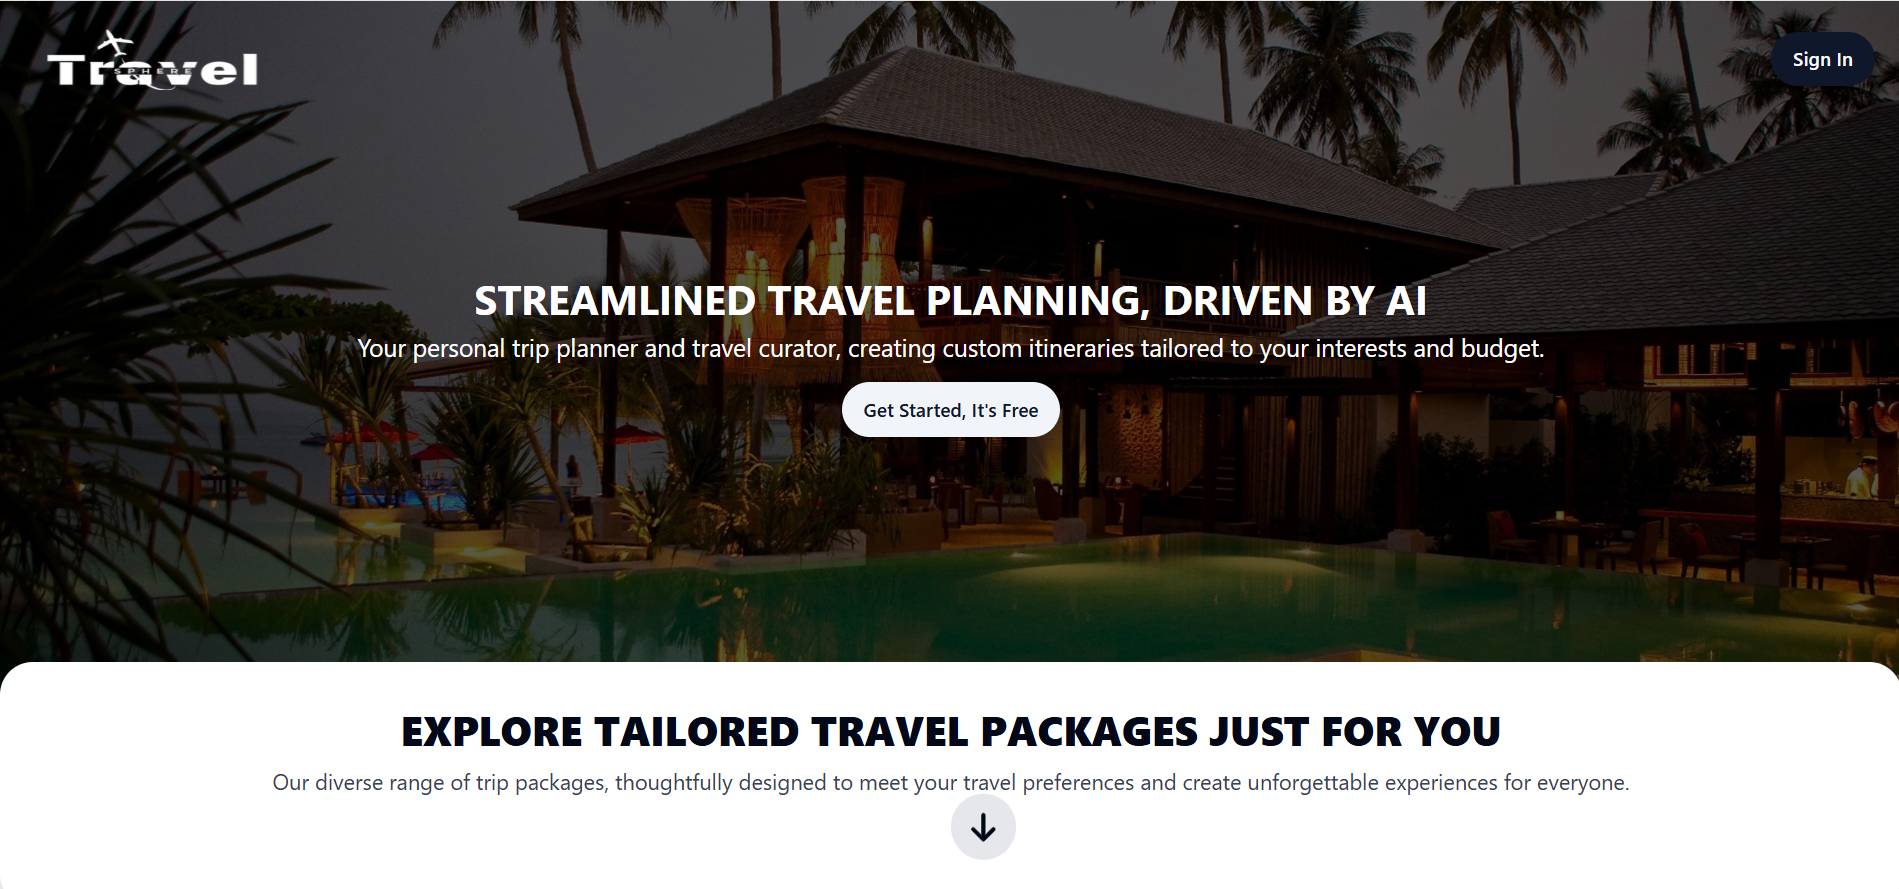 Travel
SPHERE
Sign In
STREAMLINED TRAVEL PLANNING, DRIVEN BY AI
Your personal trip planner and travel curator, creating custom itineraries tailored to your interests and budget.
Get Started, It's Free
EXPLORE TAILORED TRAVEL PACKAGES JUST FOR YOU
Our diverse range of trip packages, thoughtfully designed to meet your travel preferences and create unforgettable experiences for everyone.